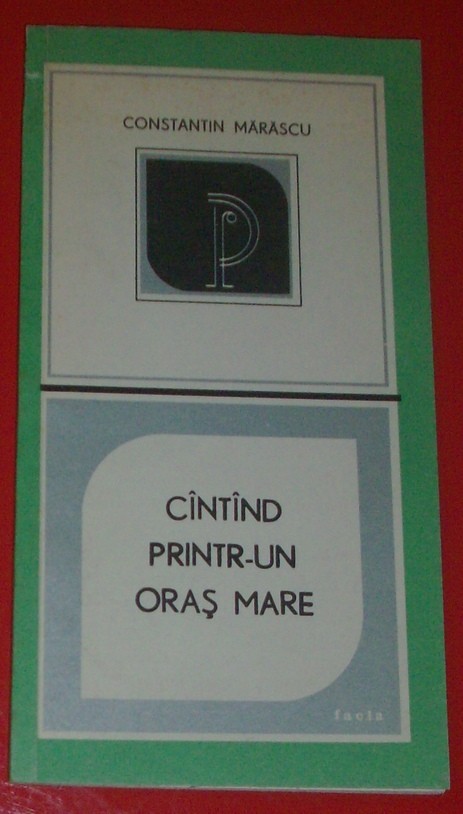 CONSTANTIN MĂRĂSCU
P
CÎNTÎND
PRINTR-UN
ORAŞ MARE
facla